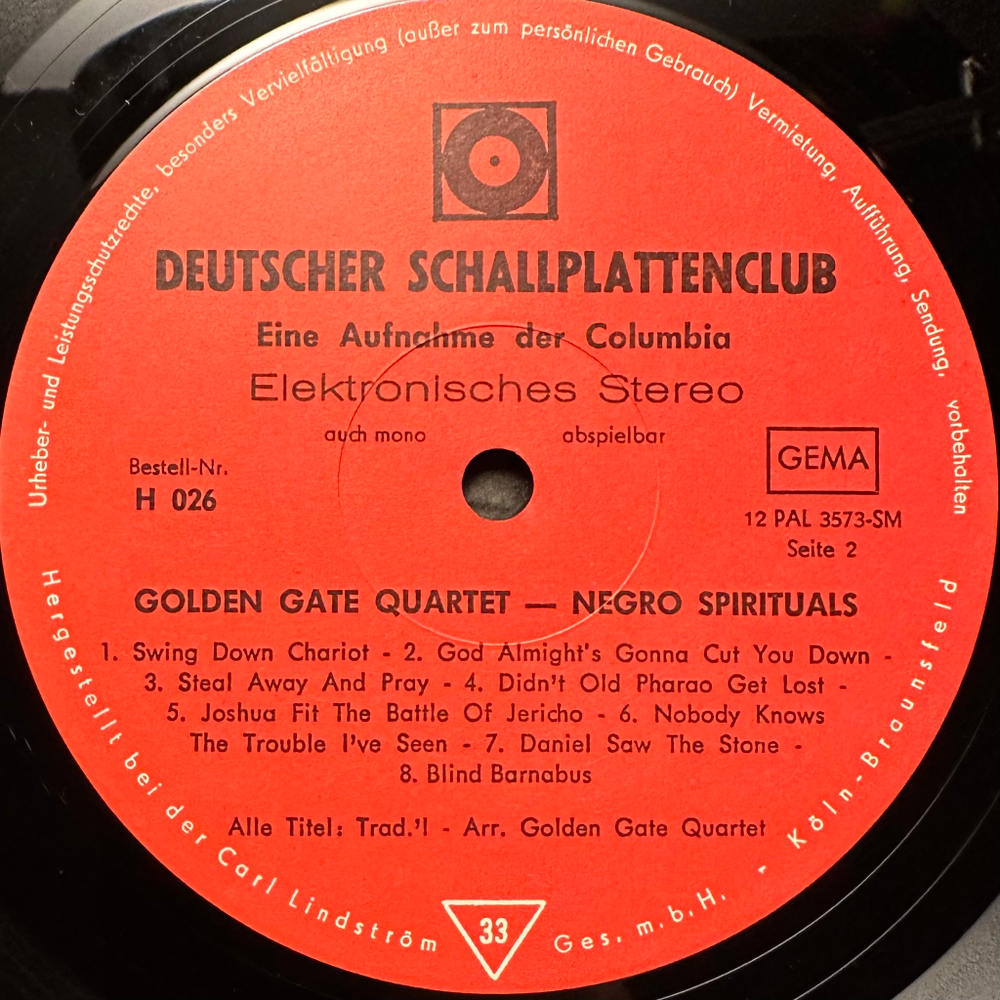 Urheber- und Leistungsschutzrechte, besonders Vervielfältigung (außer zum persönlichen Gebrauch) Vermietung, Aufführung, Sendung, vorbehalten
DEUTSCHER SCHALLPLATTENCLUB
Eine Aufnahme der Columbia
Elektronisches Stereo
auch mono abspielbar
Bestell-Nr.
H 026
GEMA
12 PAL 3573-SM
Seite 2
GOLDEN GATE QUARTET — NEGRO SPIRITUALS
1. Swing Down Chariot - 2. God Almight's Gonna Cut You Down -
3. Steal Away And Pray - 4. Didn't Old Pharao Get Lost -
5. Joshua Fit The Battle Of Jericho - 6. Nobody Knows
The Trouble I've Seen - 7. Daniel Saw The Stone -
8. Blind Barnabus
Alle Titel: Trad.'l - Arr. Golden Gate Quartet
33
Hergestellt bei der Carl Lindström Ges. m. b. H. - Köln-Braunsfeld